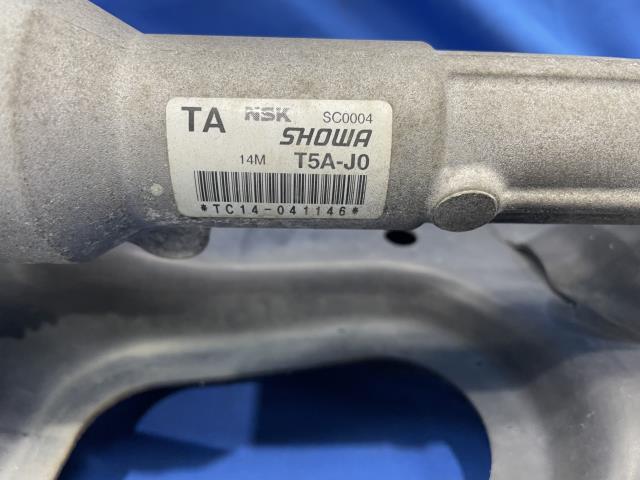 TA NSK SC0004
SHOWA
14M T5A-J0
*TC14-041146*